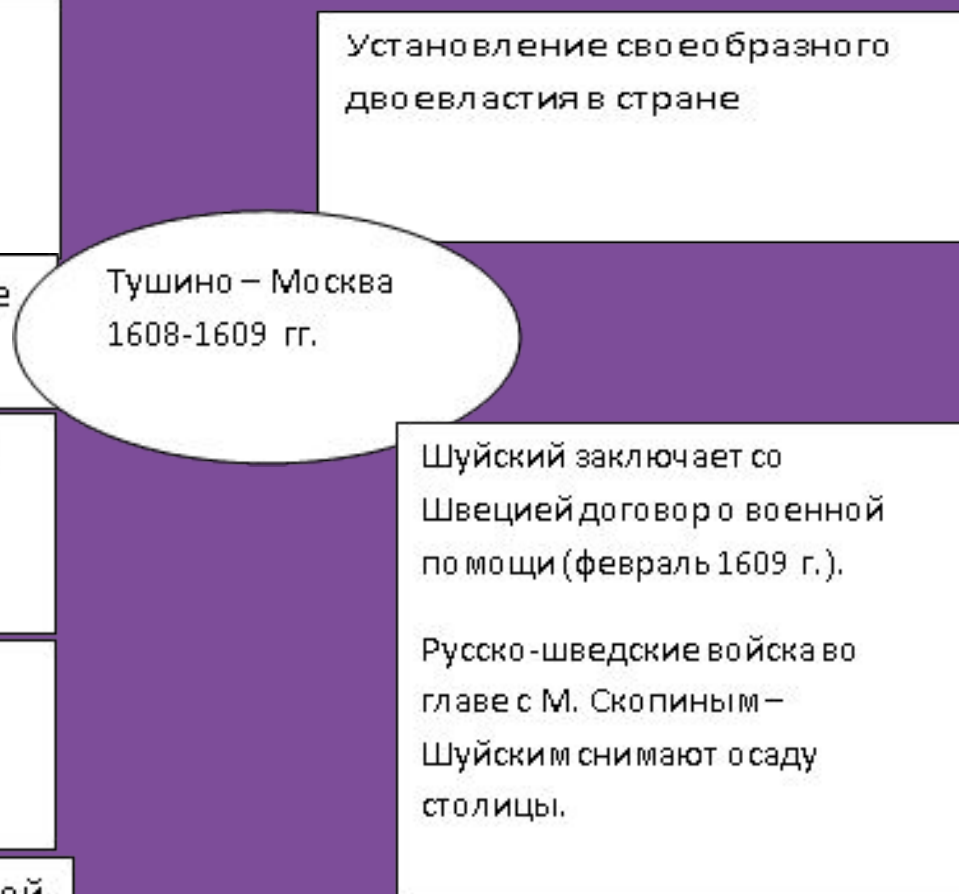 Установление своеобразного
двоевластия в стране
Тушино – Москва
1608-1609 гг.
Шуйский заключает со
Швецией договор о военной
помощи (февраль 1609 г.).
Русско-шведские войска во
главе с М. Скопиным –
Шуйским снимают осаду
столицы.